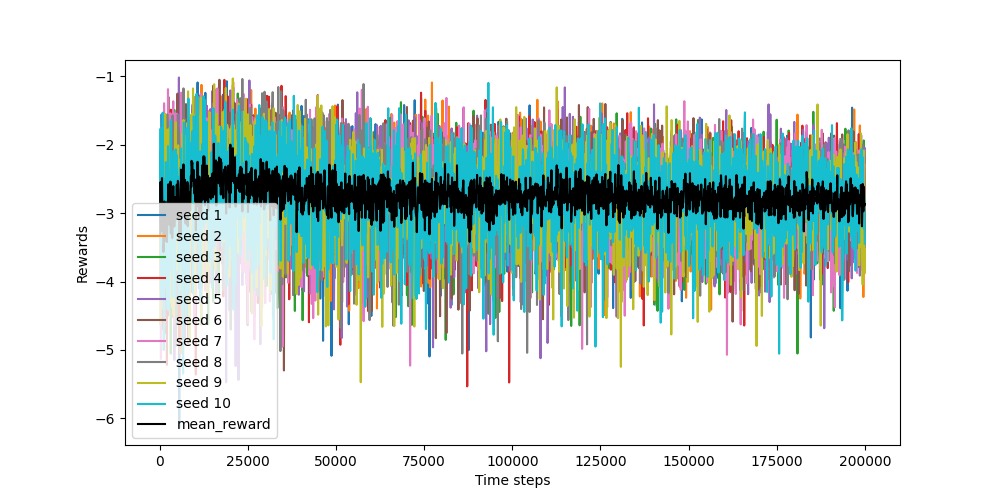 −1
−2
−3
−4
−5
−6
Rewards
seed 1
seed 2
seed 3
seed 4
seed 5
seed 6
seed 7
seed 8
seed 9
seed 10
mean_reward
0 25000 50000 75000 100000 125000 150000 175000 200000
Time steps